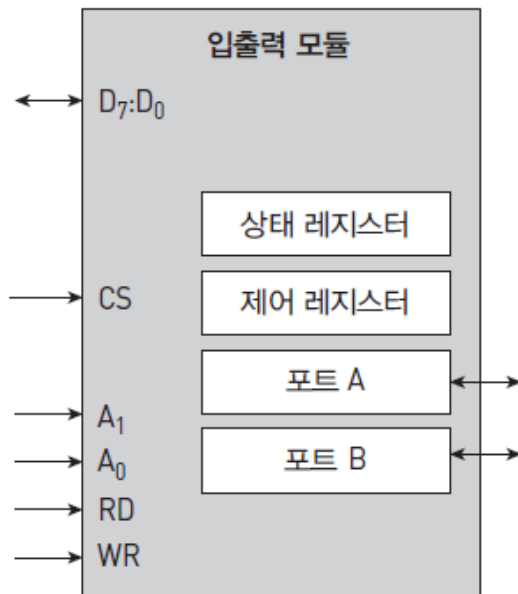 입출력 모듈
D7:D0
상태 레지스터
CS
제어 레지스터
포트 A
A1
포트 B
A0
RD
WR